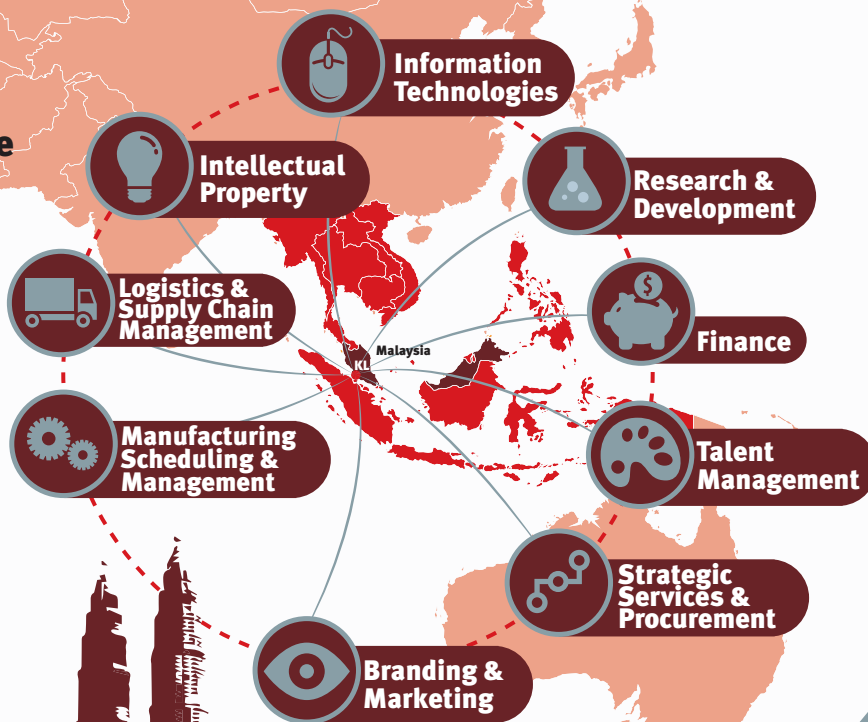 Information
Technologies
e
Intellectual
Property
Research &
Development
Logistics &
Supply Chain
Management
$
Finance
Malaysia
KL
Manufacturing
Scheduling &
Management
Talent
Management
Strategic
Services &
Procurement
Branding &
Marketing